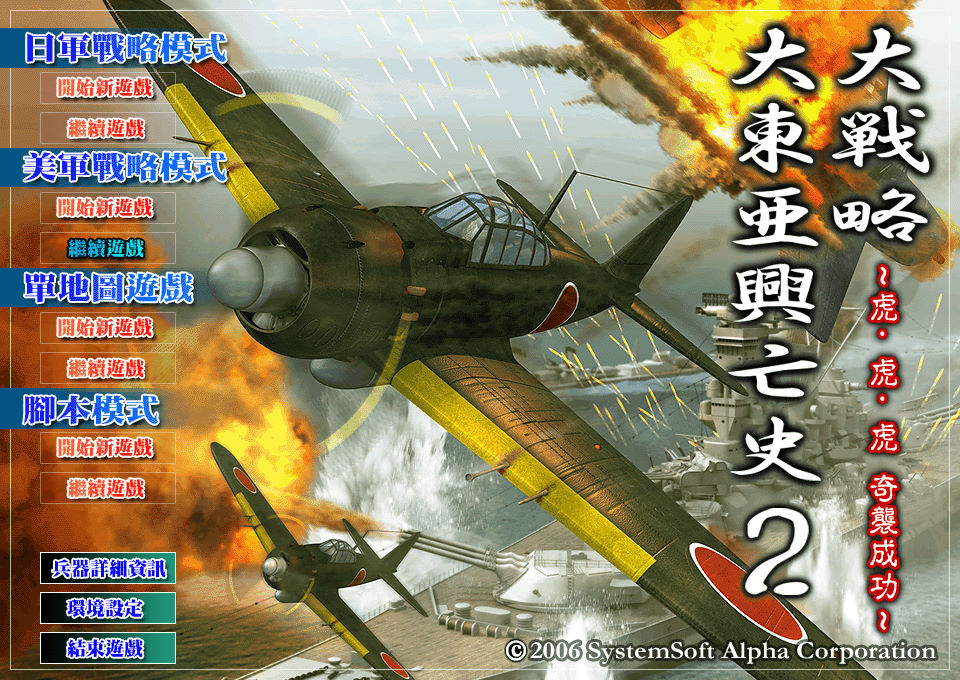 日軍戰略模式
開始新遊戲
繼續遊戲
美軍戰略模式
開始新遊戲
繼續遊戲
單地圖遊戲
開始新遊戲
繼續遊戲
腳本模式
開始新遊戲
繼續遊戲
兵器詳細資訊
環境設定
結束遊戲
大戦略
~虎・虎・虎 奇襲成功~
大東亜興亡史2
© 2006 SystemSoft Alpha Corporation